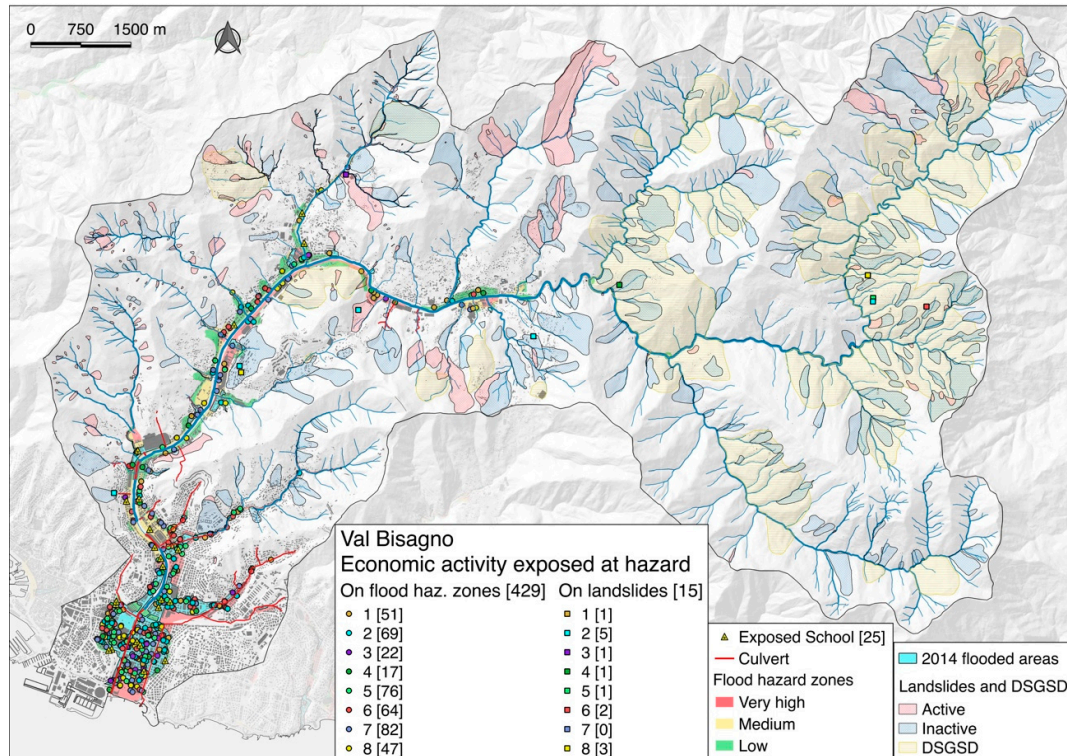 0 750 1500 m
Val Bisagno
Economic activity exposed at hazard
On flood haz. zones [429]
1 [51]
2 [69]
3 [22]
4 [17]
5 [76]
6 [64]
7 [82]
8 [47]
On landslides [15]
1 [1]
2 [5]
3 [1]
4 [1]
5 [1]
6 [2]
7 [0]
8 [3]
Exposed School [25]
Culvert
Flood hazard zones
Very high
Medium
Low
2014 flooded areas
Landslides and DSGSD
Active
Inactive
DSGSD